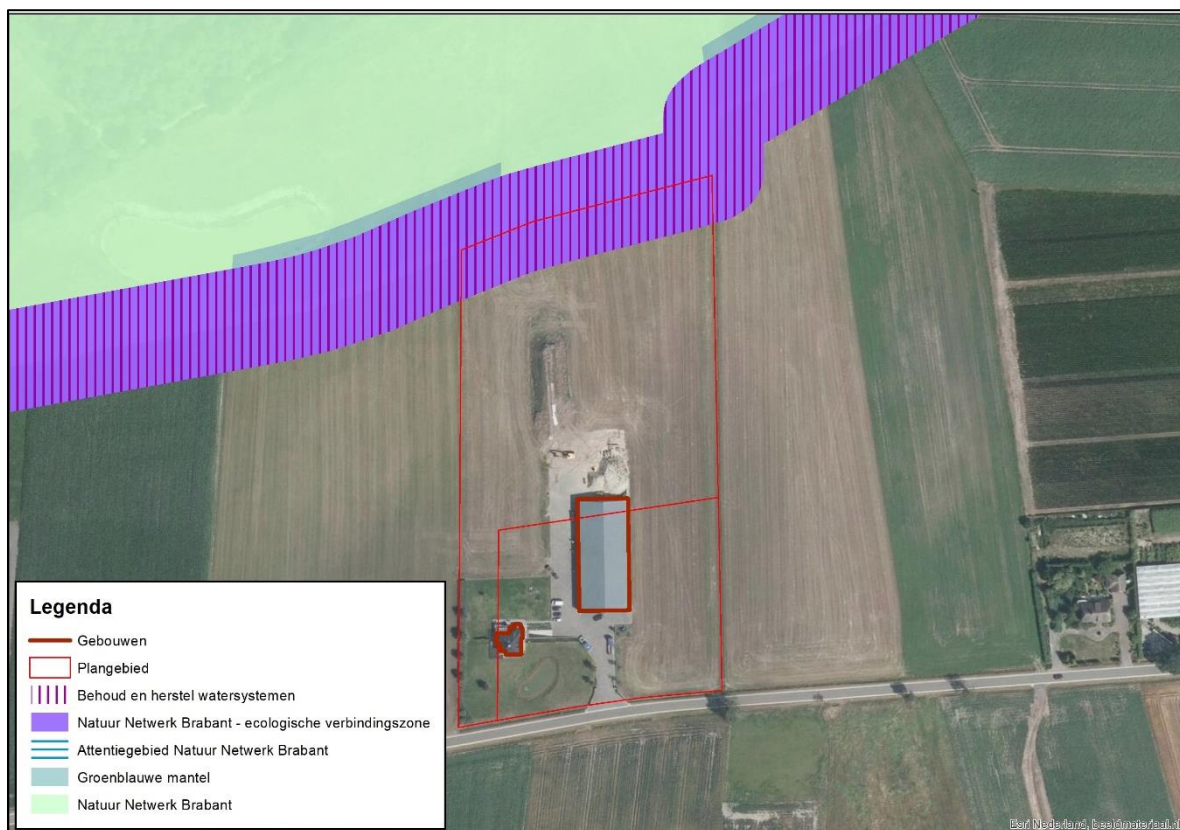 Legenda
Gebouwen
Plangebied
Behoud en herstel watersystemen
Natuur Netwerk Brabant - ecologische verbindingszone
Attentiegebied Natuur Netwerk Brabant
Groenblauwe mantel
Natuur Netwerk Brabant
Esri Nederland, beeldmateriaal.nl